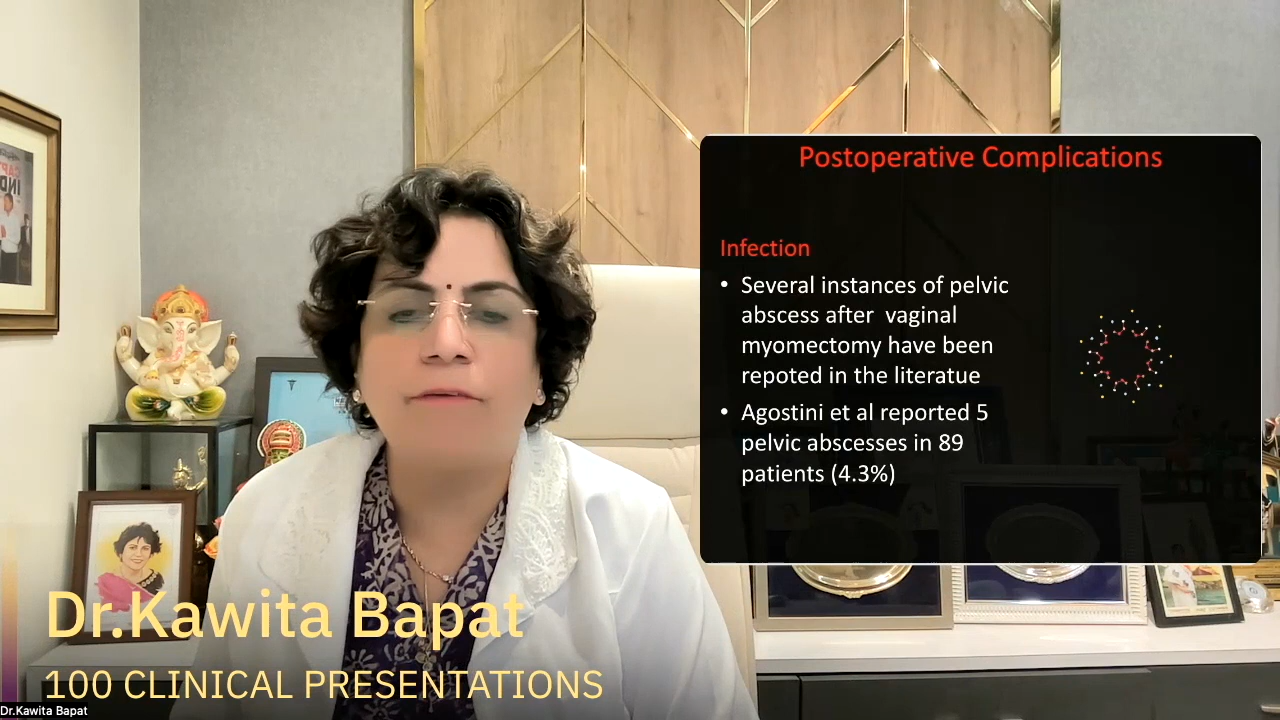 Postoperative Complications
Infection
• Several instances of pelvic
abscess after vaginal
myomectomy have been
repoted in the literatue
• Agostini et al reported 5
pelvic abscesses in 89
patients (4.3%)
Dr.Kawita Bapat
100 CLINICAL PRESENTATIONS
Dr.Kawita Bapat